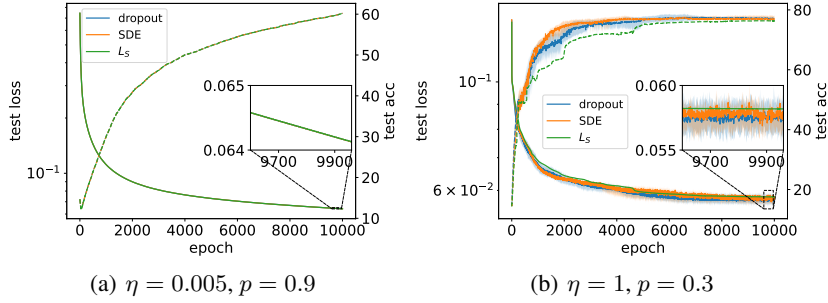 dropout
SDE
L_S
test loss
10⁻¹
0.065
0.064
9700
9900
60
50
40
30
20
10
test acc
0
2000
4000
6000
8000
10000
epoch
(a) η = 0.005, p = 0.9
test loss
10⁻¹
6 × 10⁻²
dropout
SDE
L_S
0.060
0.055
9700
9900
80
60
40
20
test acc
0
2000
4000
6000
8000
10000
epoch
(b) η = 1, p = 0.3